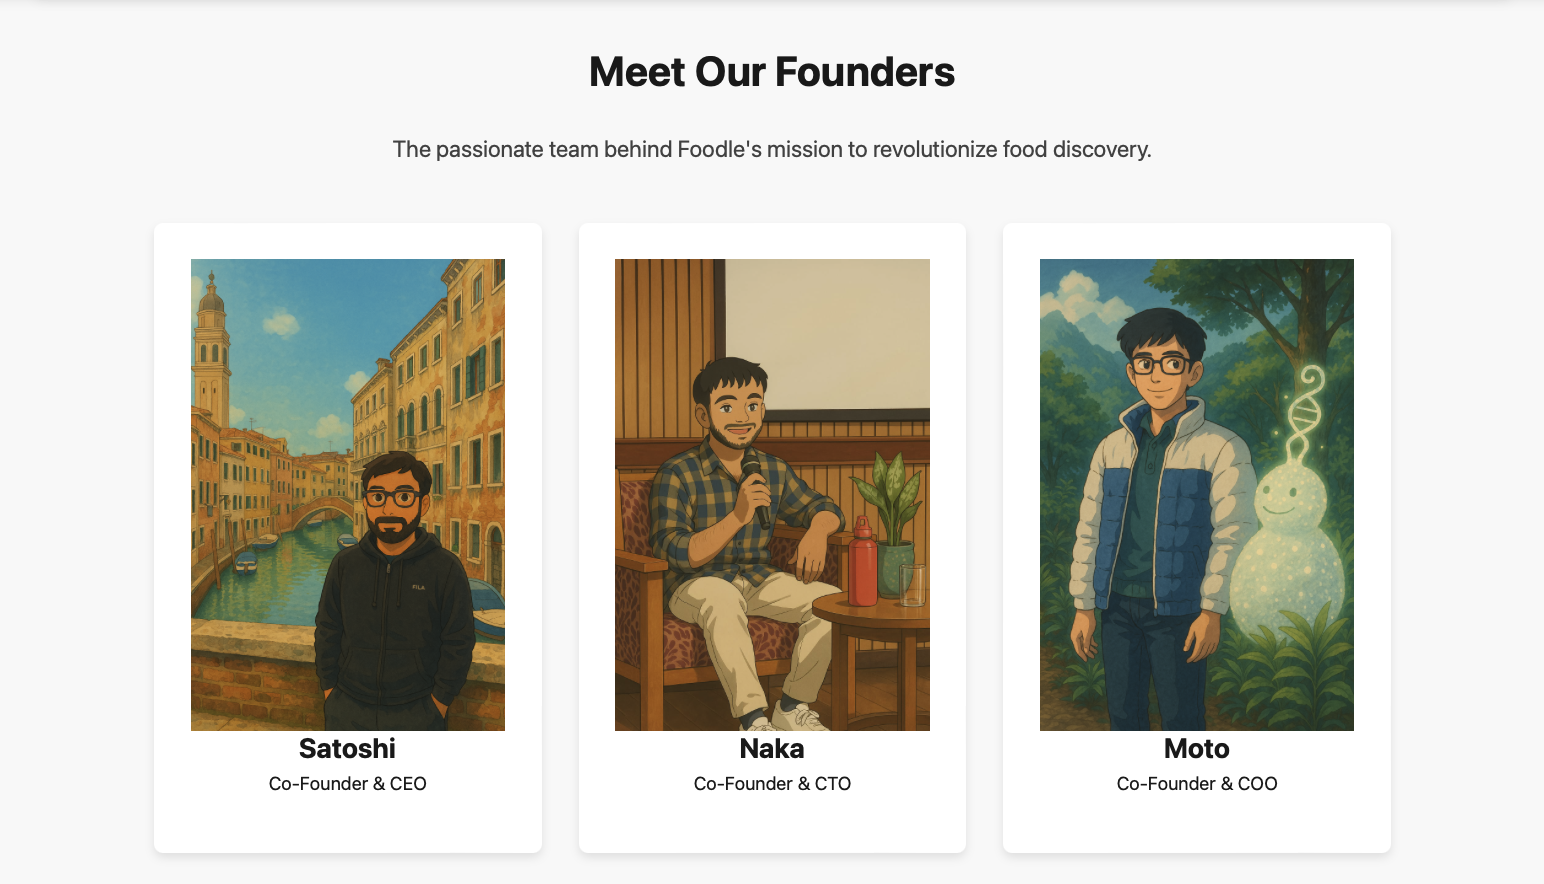 Meet Our Founders
The passionate team behind Foodle's mission to revolutionize food discovery.
FILA
Satoshi
Co-Founder & CEO
Naka
Co-Founder & CTO
Moto
Co-Founder & COO